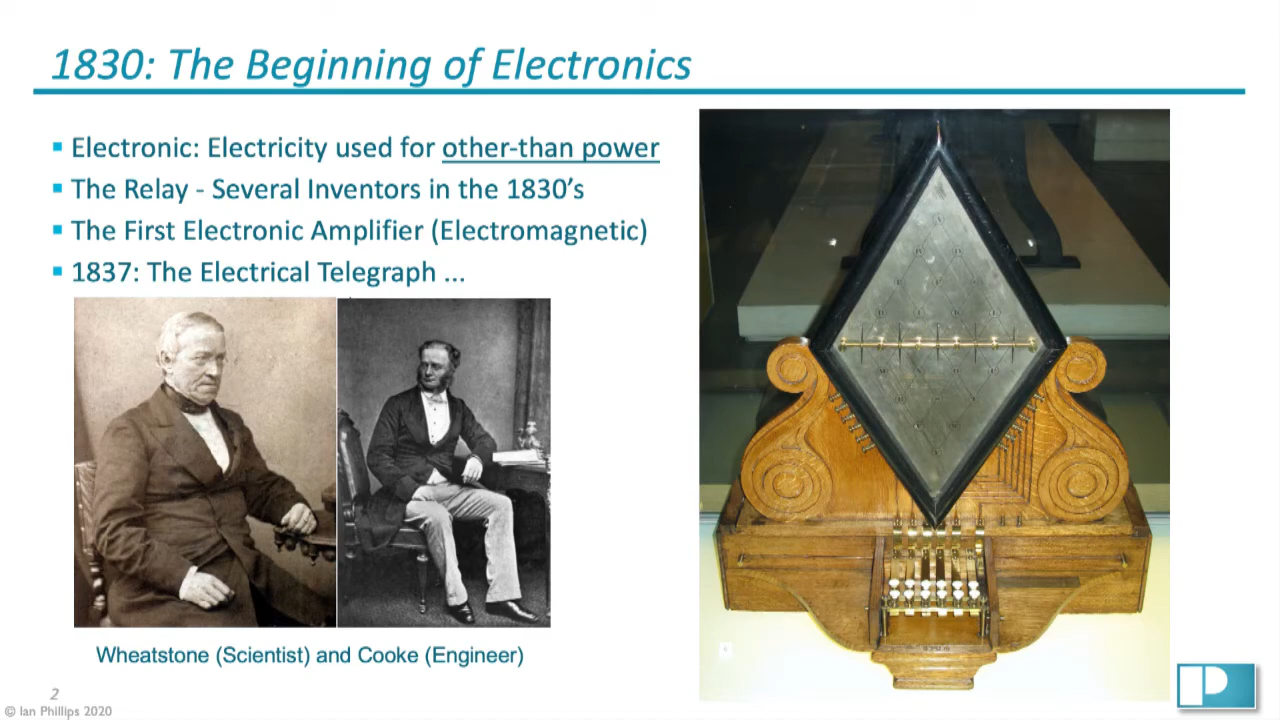 1830: The Beginning of Electronics
Electronic: Electricity used for other-than power
The Relay - Several Inventors in the 1830's
The First Electronic Amplifier (Electromagnetic)
1837: The Electrical Telegraph ...
Wheatstone (Scientist) and Cooke (Engineer)
2
© Ian Phillips 2020
P